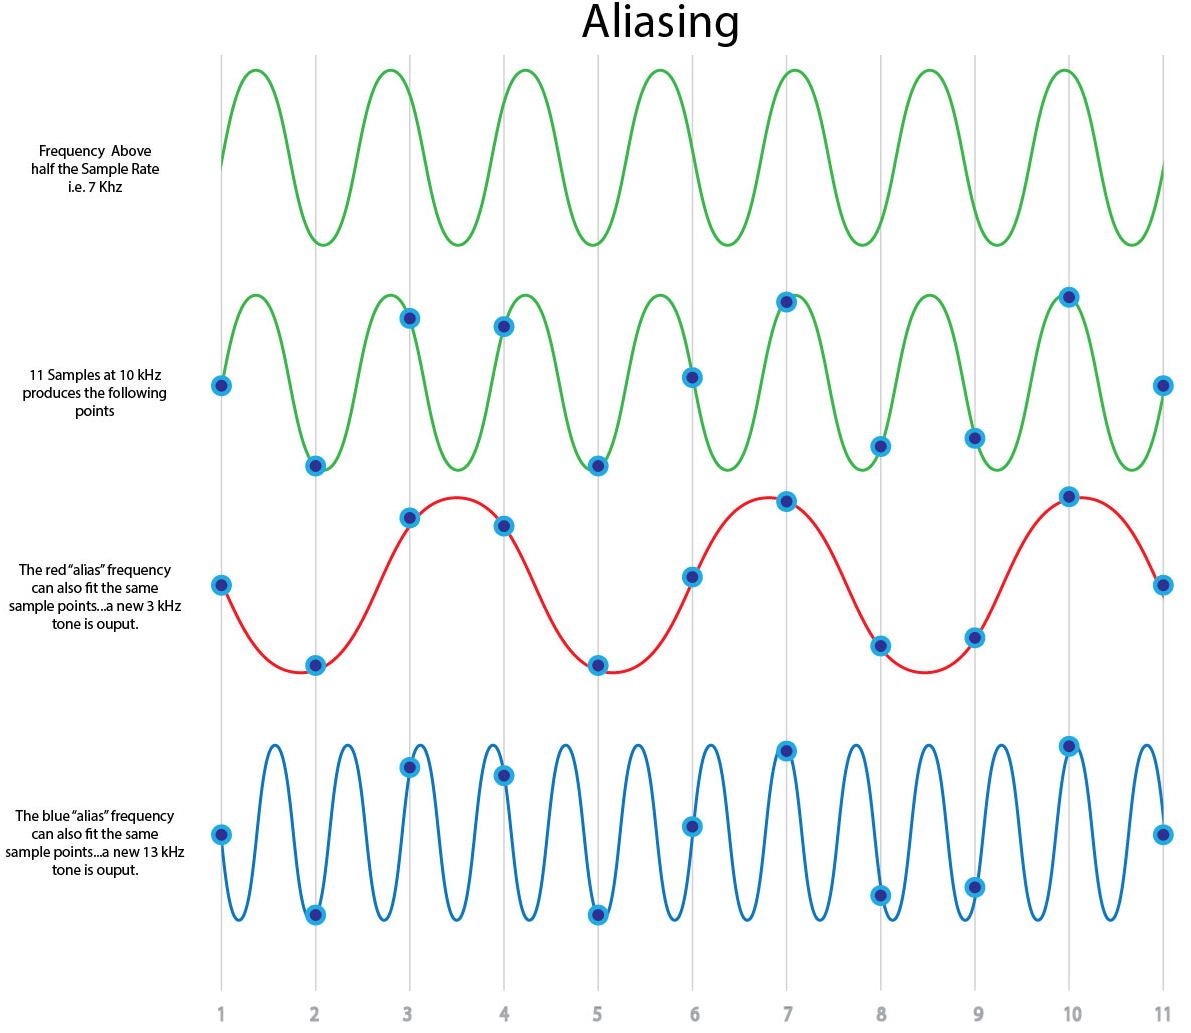 Aliasing
Frequency Above
half the Sample Rate
i.e. 7 Khz
11 Samples at 10 kHz
produces the following
points
The red “alias” frequency
can also fit the same
sample points...a new 3 kHz
tone is ouput.
The blue “alias” frequency
can also fit the same
sample points...a new 13 kHz
tone is ouput.
1 2 3 4 5 6 7 8 9 10 11